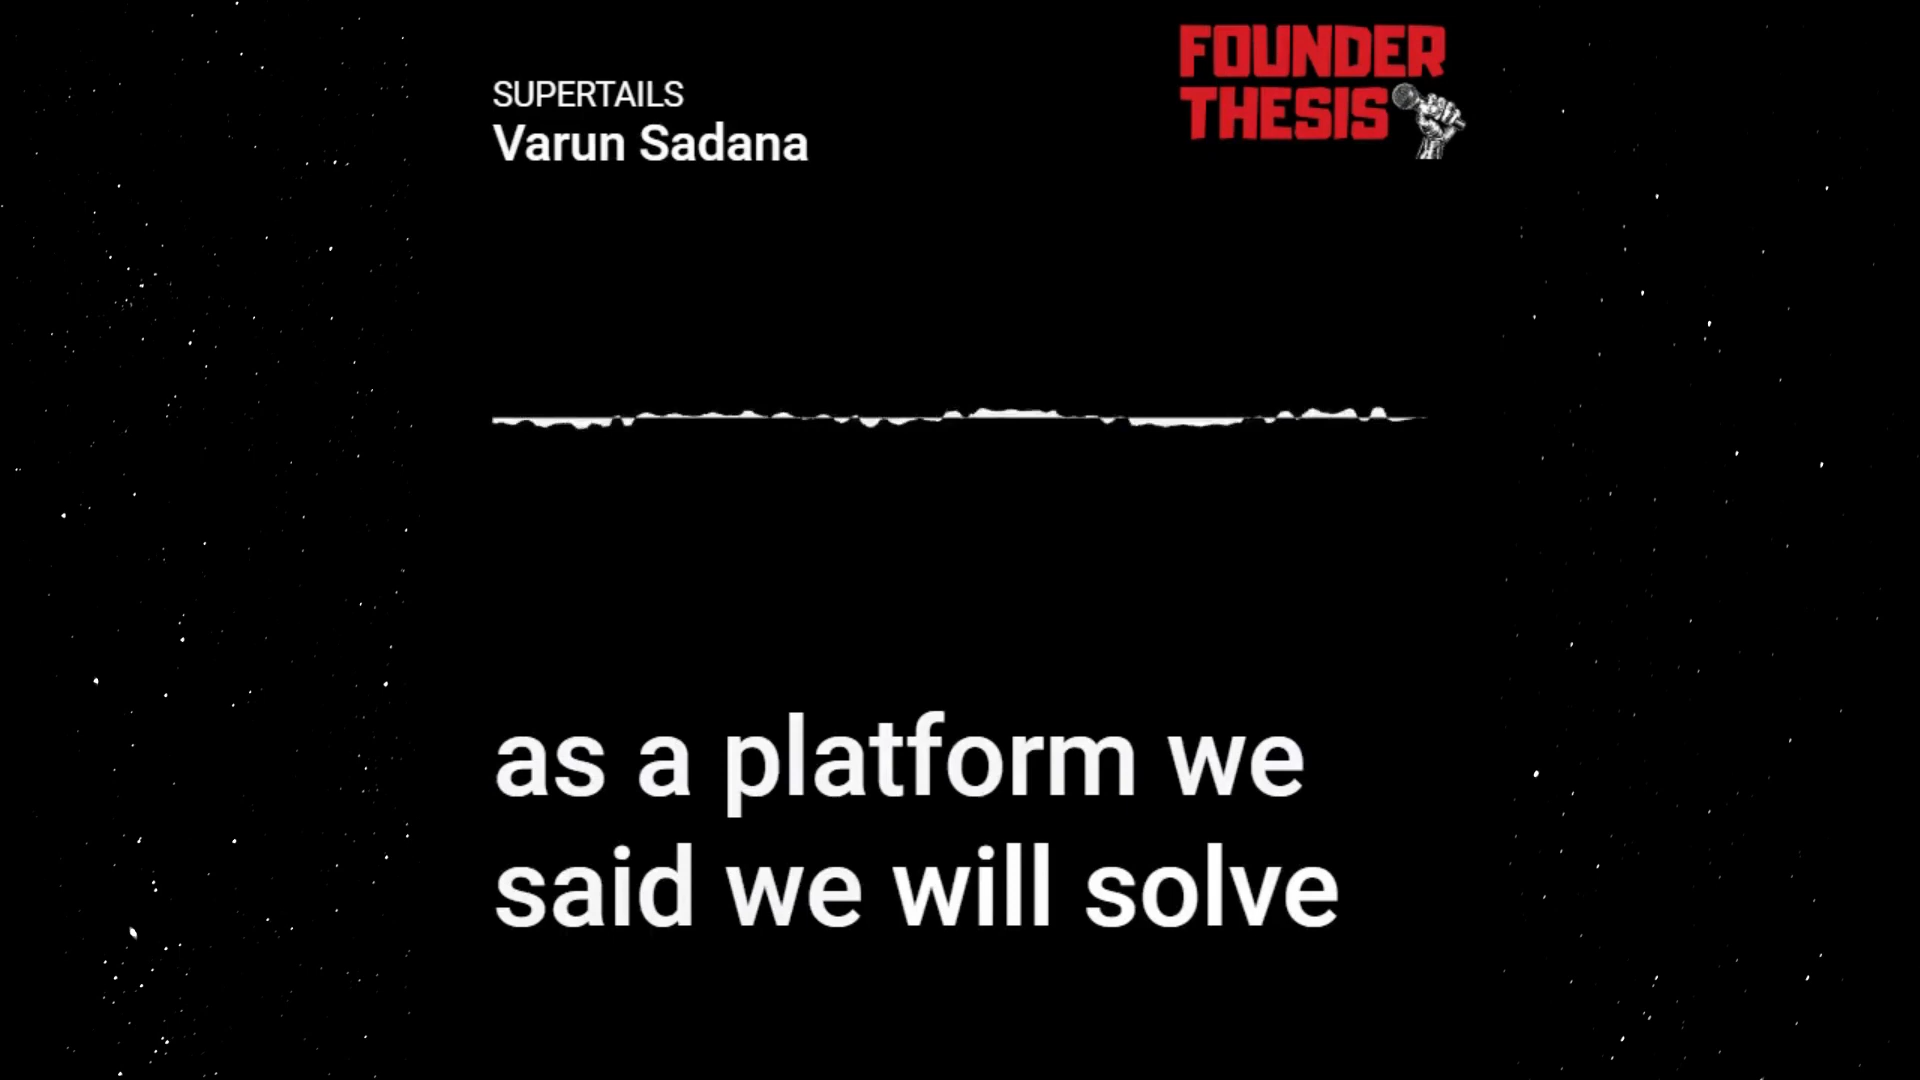 SUPERTAILS
Varun Sadana
FOUNDER
THESIS
as a platform we
said we will solve